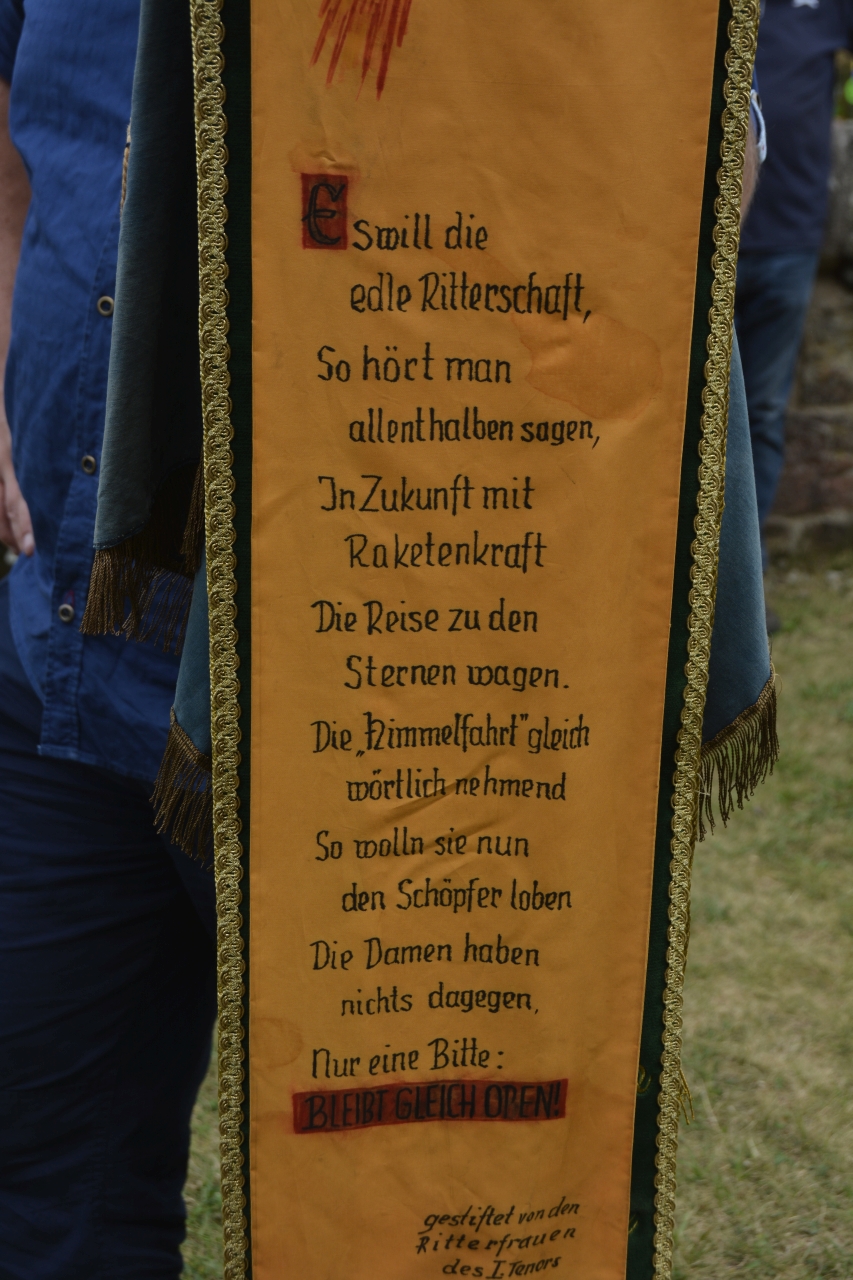 Es will die
edle Ritterschaft,
So hört man
allenthalben sagen,
In Zukunft mit
Raketenkraft
Die Reise zu den
Sternen wagen.
Die „Himmelfahrt" gleich
wörtlich nehmend
So wolln sie nun
den Schöpfer loben
Die Damen haben
nichts dagegen,
Nur eine Bitte:
BLEIBT GLEICH OBEN!
gestiftet von den
Ritterfrauen
des I. Tenors